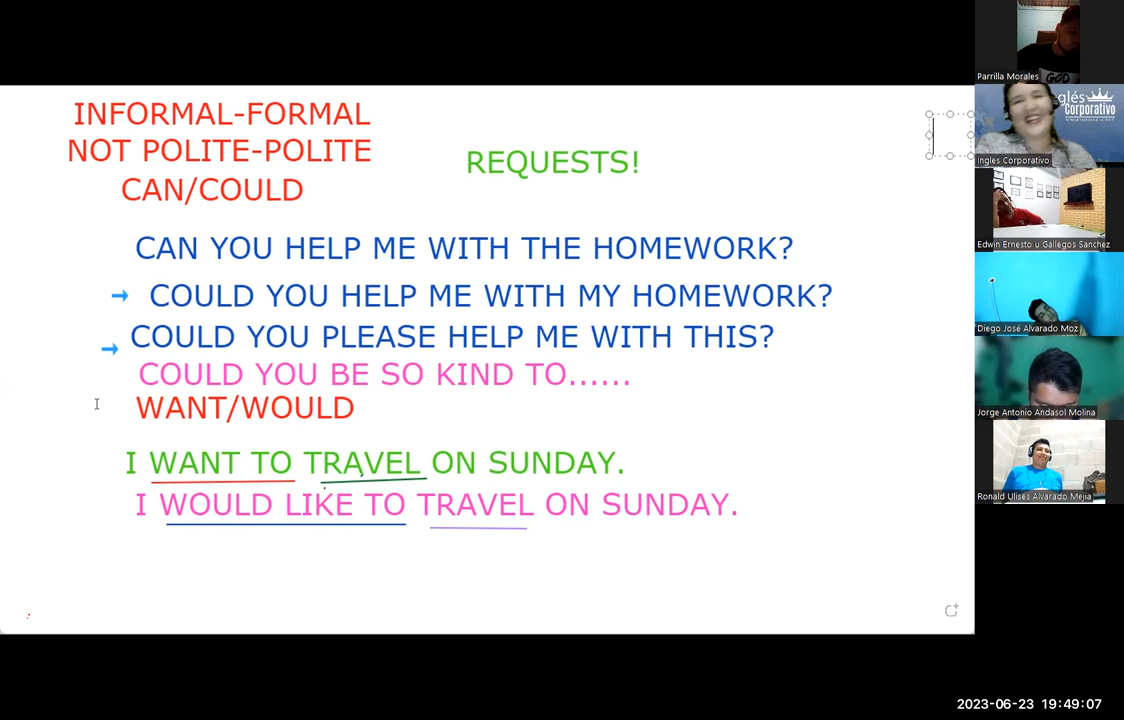 INFORMAL-FORMAL
NOT POLITE-POLITE
CAN/COULD
REQUESTS!
CAN YOU HELP ME WITH THE HOMEWORK?
→ COULD YOU HELP ME WITH MY HOMEWORK?
→ COULD YOU PLEASE HELP ME WITH THIS?
COULD YOU BE SO KIND TO......
WANT/WOULD
I WANT TO TRAVEL ON SUNDAY.
I WOULD LIKE TO TRAVEL ON SUNDAY.
GOD
Parrilla Morales
glés
Corporativo
Ingles Corporativo
Edwin Ernesto u Gallegos Sanchez
Diego José Alvarado Moz
Jorge Antonio Andasol Molina
Ronald Ulises Alvarado Mejia
2023-06-23 19:49:07